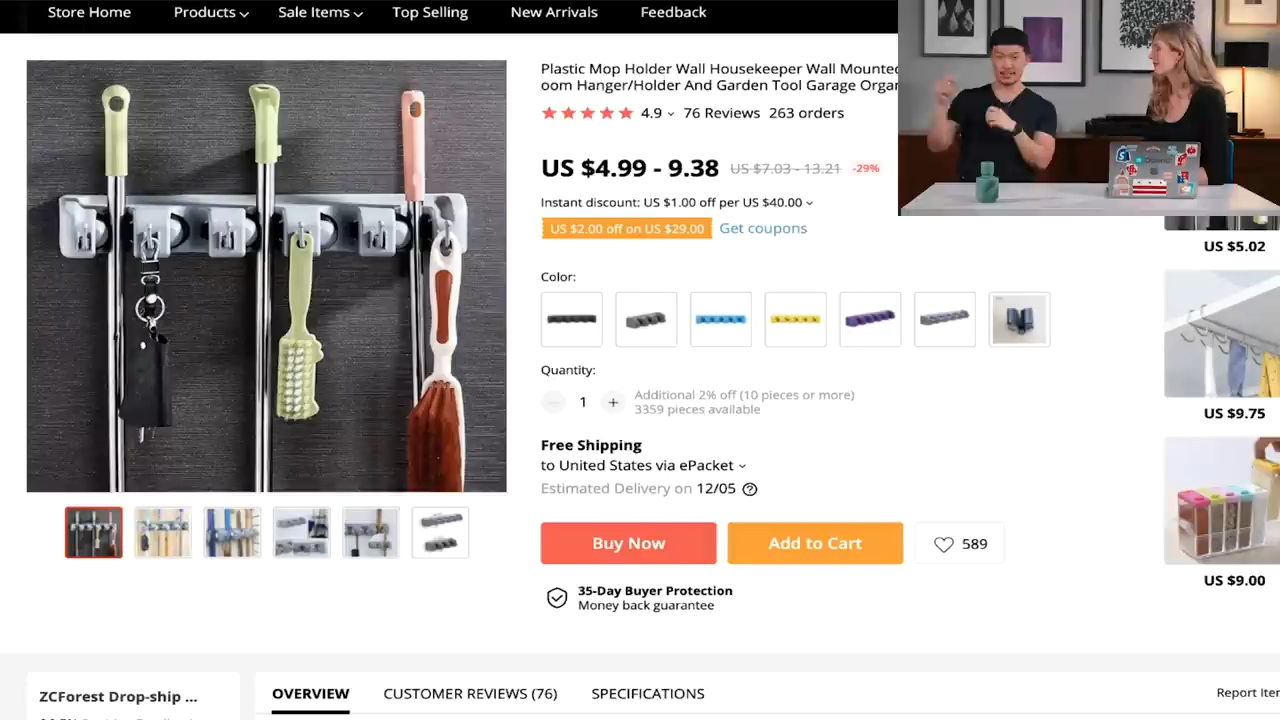 Store Home
Products
Sale Items
Top Selling
New Arrivals
Feedback
Plastic Mop Holder Wall Housekeeper Wall Mounted
oom Hanger/Holder And Garden Tool Garage Orga
4.9
76 Reviews
263 orders
US $4.99 - 9.38
US $7.03 - 13.21
-29%
Instant discount: US $1.00 off per US $40.00
US $2.00 off on US $29.00
Get coupons
US $5.02
Color:
Quantity:
1
Additional 2% off (10 pieces or more)
3359 pieces available
US $9.75
Free Shipping
to United States via ePacket
Estimated Delivery on 12/05
Buy Now
Add to Cart
589
US $9.00
35-Day Buyer Protection
Money back guarantee
ZCForest Drop-ship ...
OVERVIEW
CUSTOMER REVIEWS (76)
SPECIFICATIONS
Report Iter